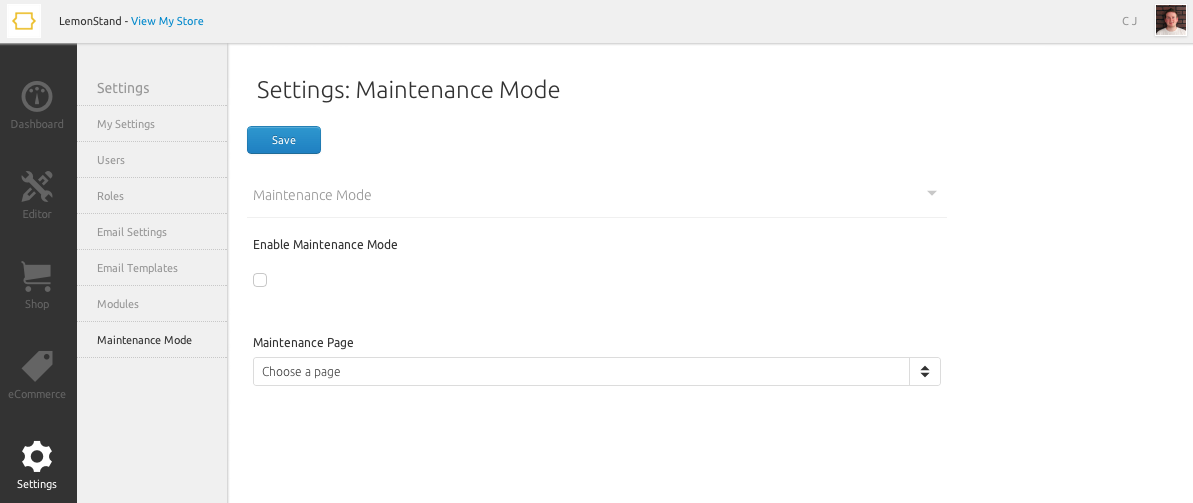 LemonStand - View My Store
C J
Dashboard
Editor
Shop
eCommerce
Settings
Settings
My Settings
Users
Roles
Email Settings
Email Templates
Modules
Maintenance Mode
Settings: Maintenance Mode
Save
Maintenance Mode
Enable Maintenance Mode
Maintenance Page
Choose a page